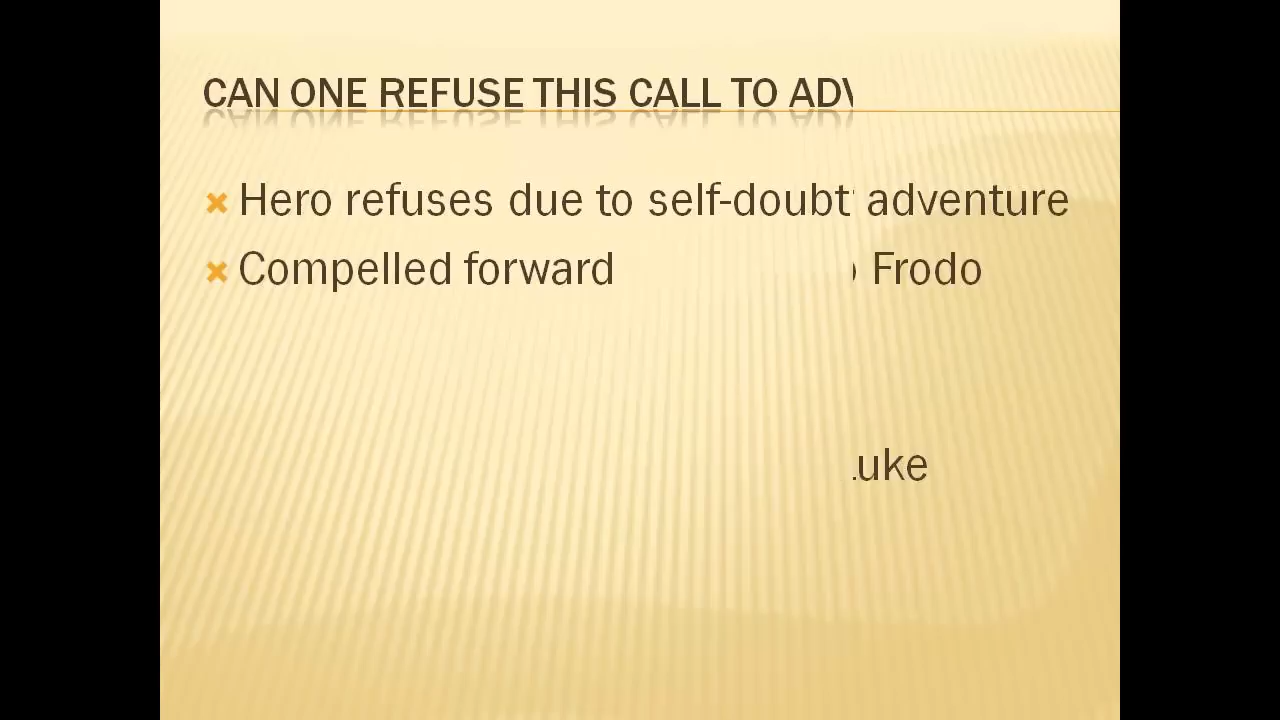 CAN ONE REFUSE THIS CALL TO ADV
Hero refuses due to self-doubt adventure
Compelled forward Frodo
uke